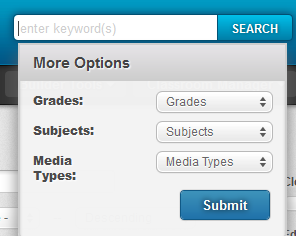 enter keyword(s) SEARCH
More Options
Grades: Grades
Subjects: Subjects
Media Types: Media Types
Submit